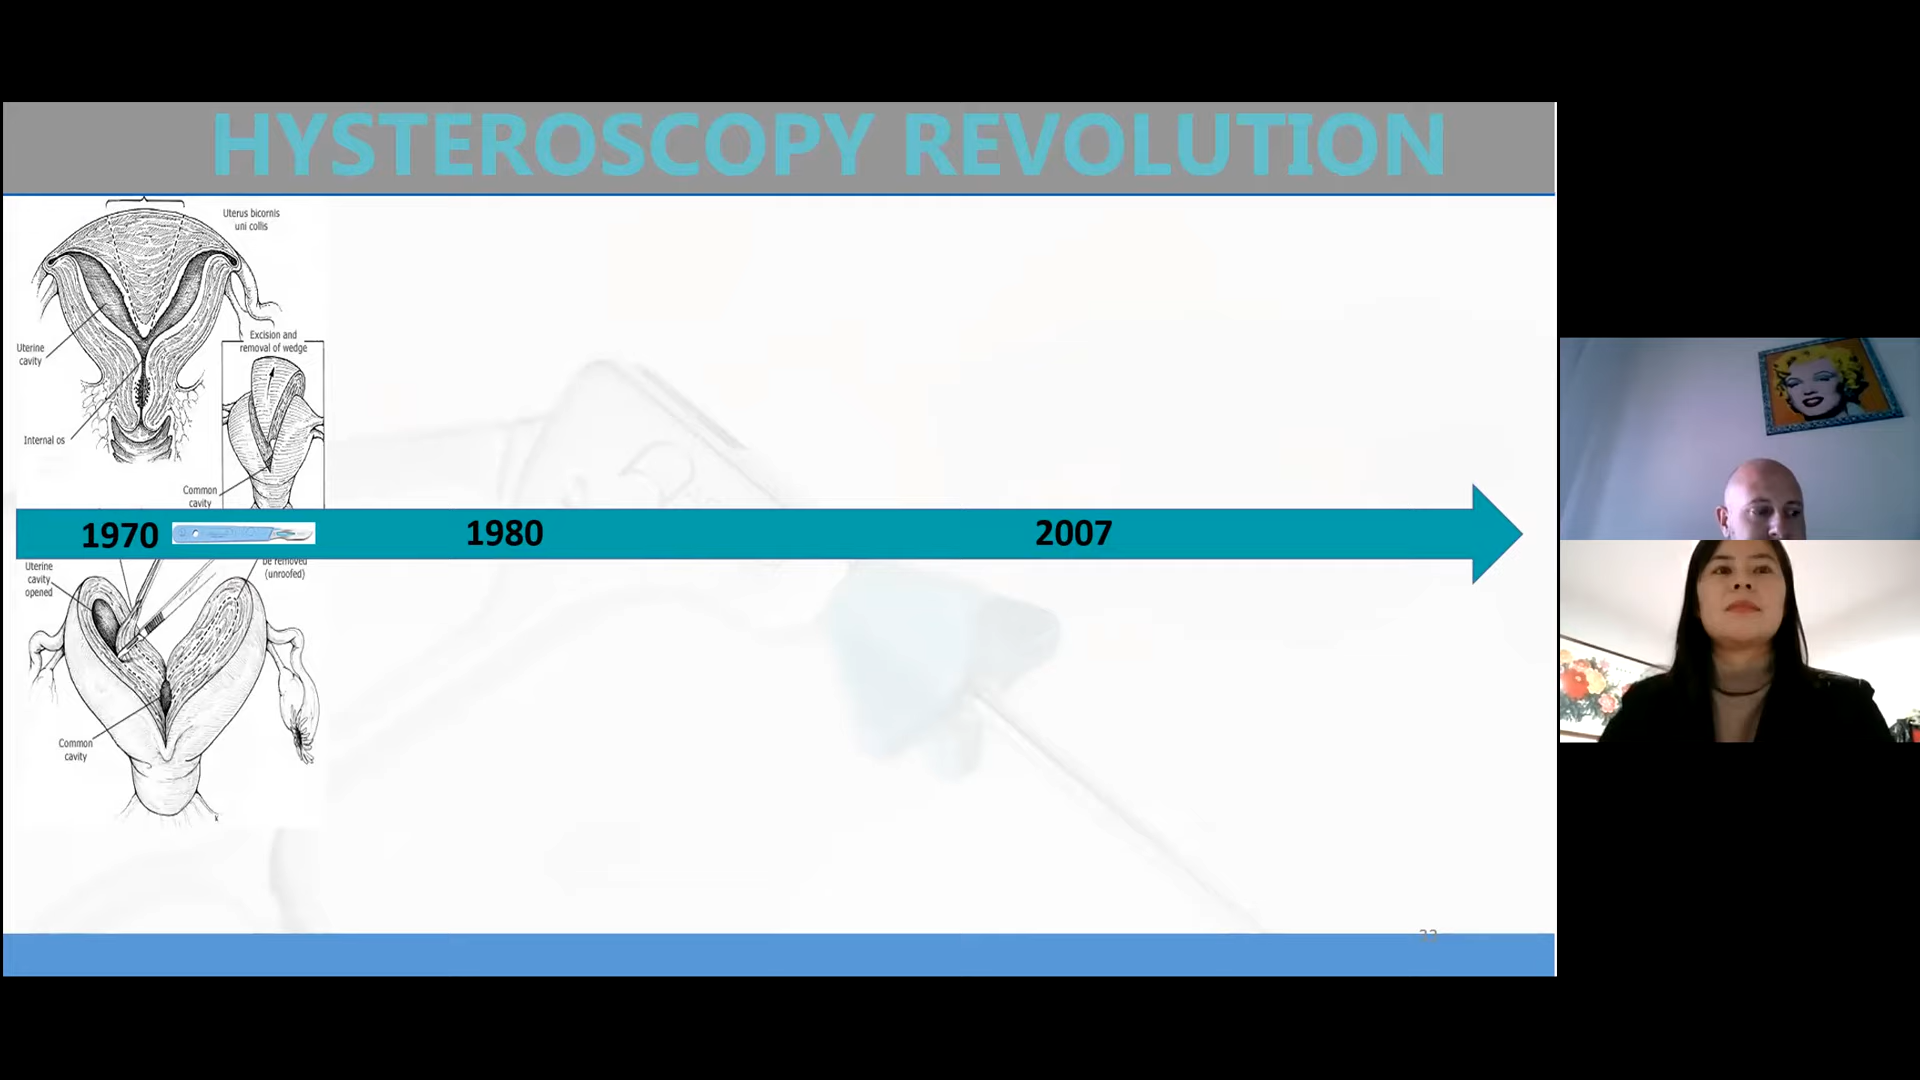 HYSTEROSCOPY REVOLUTION
Uterus bicornis
uni collis
Excision and
removal of wedge
Uterine
cavity
Internal os
Common
cavity
1970
1980
2007
be removed
(unroofed)
Uterine
cavity
opened
Common
cavity